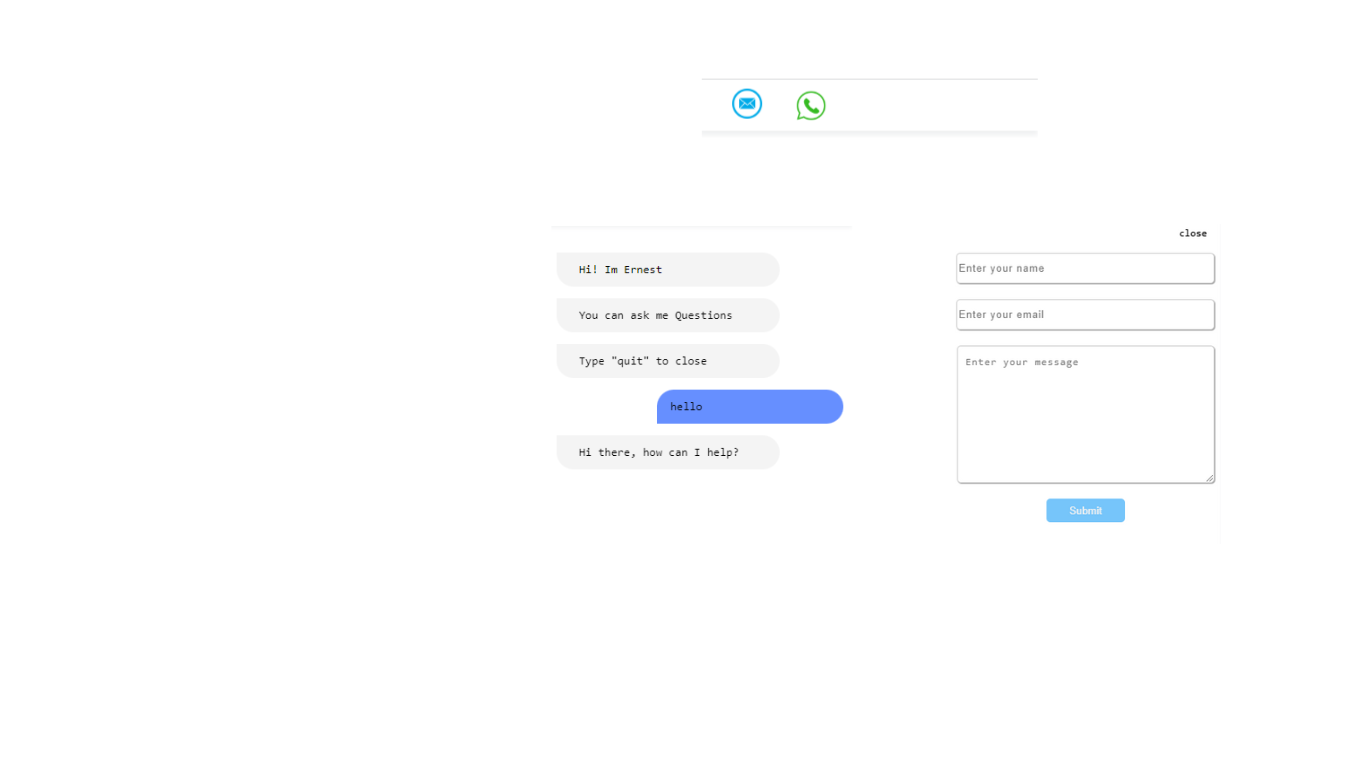 Hi! Im Ernest
You can ask me Questions
Type "quit" to close
hello
Hi there, how can I help?
close
Enter your name
Enter your email
Enter your message
Submit